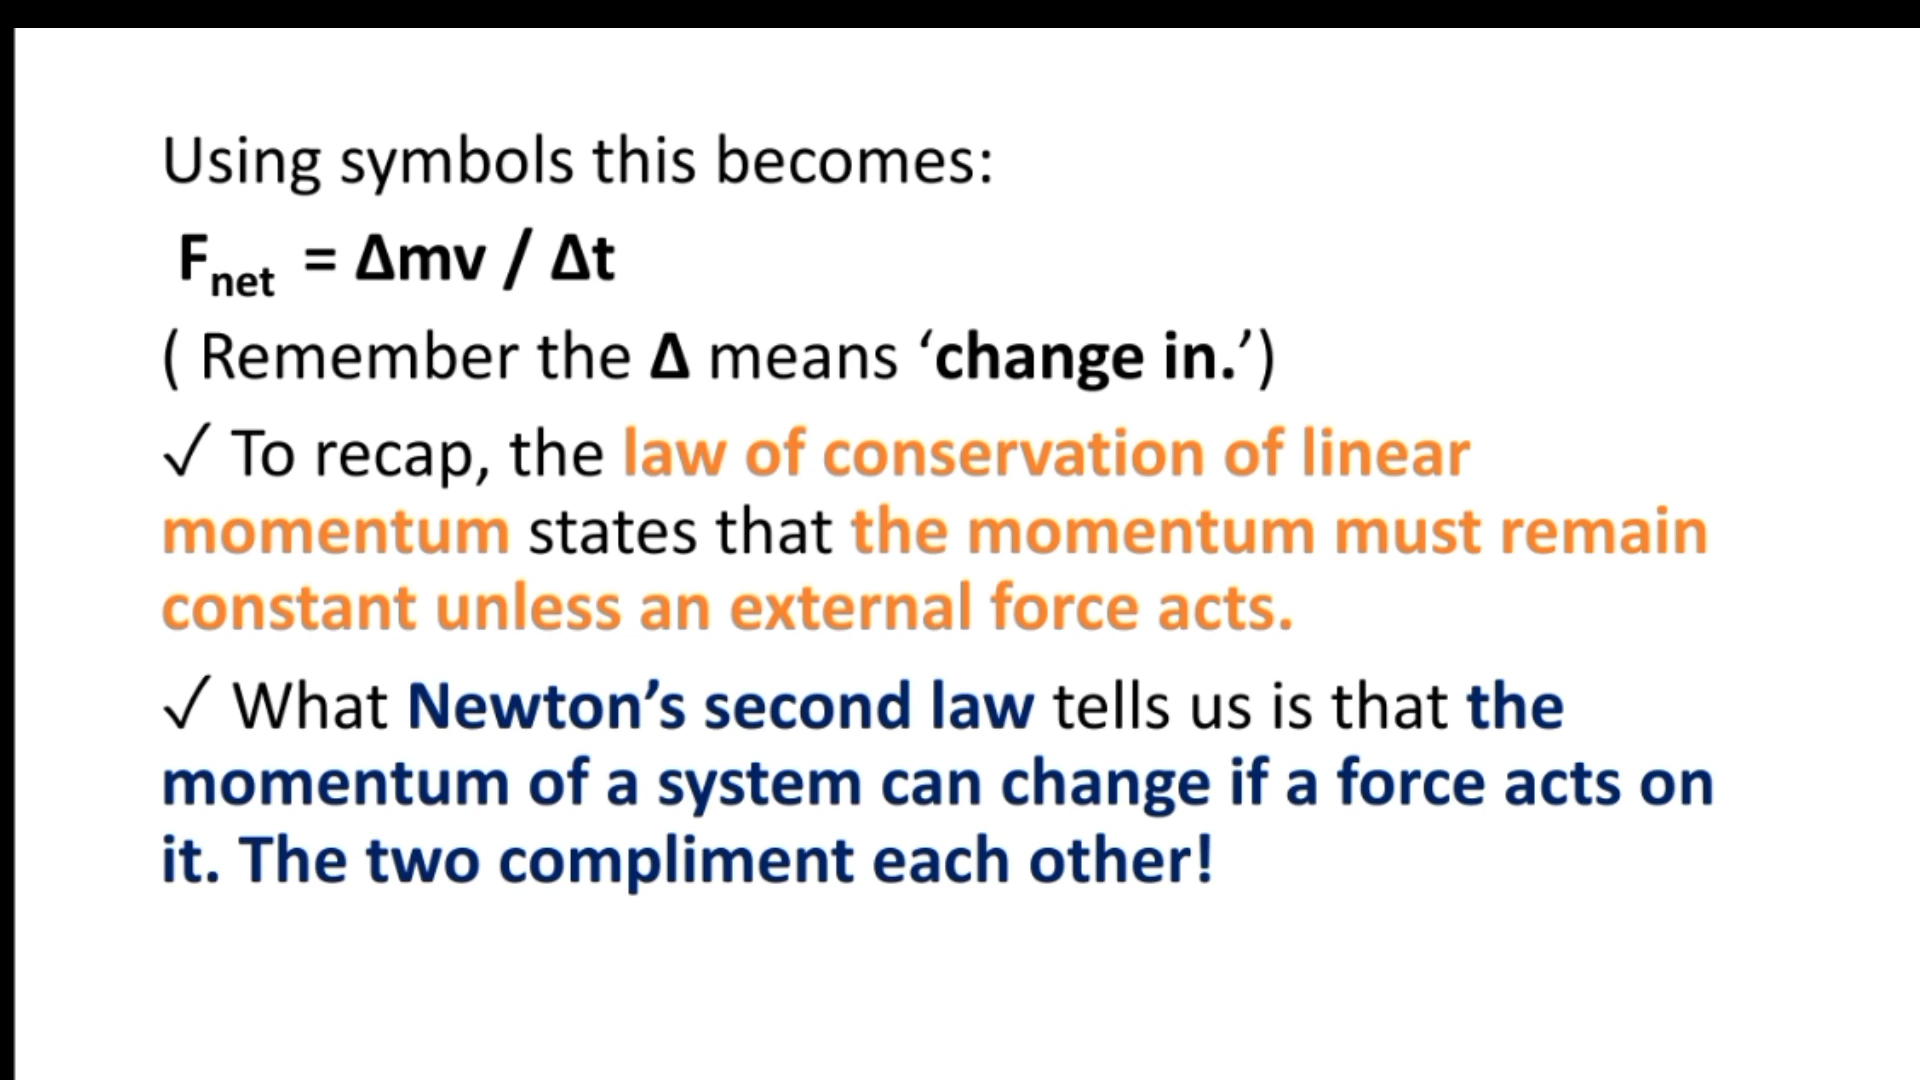 Using symbols this becomes:
Fnet = Δmv / Δt
( Remember the Δ means ‘change in.’)
✓ To recap, the law of conservation of linear
momentum states that the momentum must remain
constant unless an external force acts.
✓ What Newton’s second law tells us is that the
momentum of a system can change if a force acts on
it. The two compliment each other!